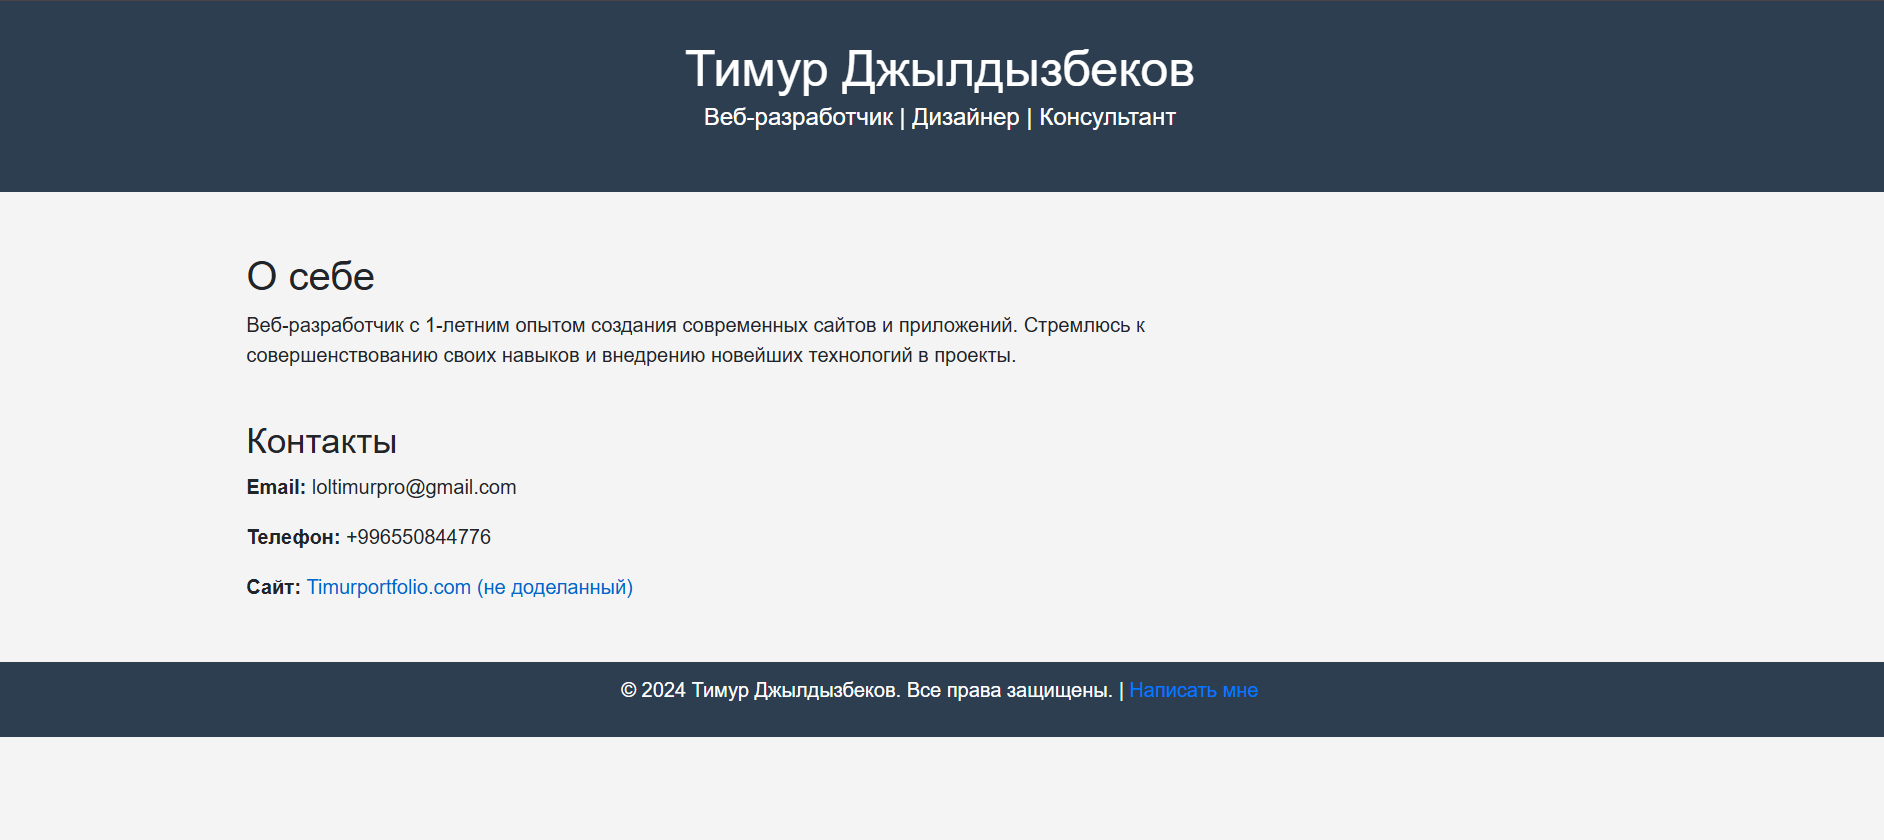 Тимур Джылдызбеков
Веб-разработчик | Дизайнер | Консультант
О себе
Веб-разработчик с 1-летним опытом создания современных сайтов и приложений. Стремлюсь к
совершенствованию своих навыков и внедрению новейших технологий в проекты.
Контакты
Email: loltimurpro@gmail.com
Телефон: +996550844776
Сайт: Timurportfolio.com (не доделанный)
© 2024 Тимур Джылдызбеков. Все права защищены. | Написать мне